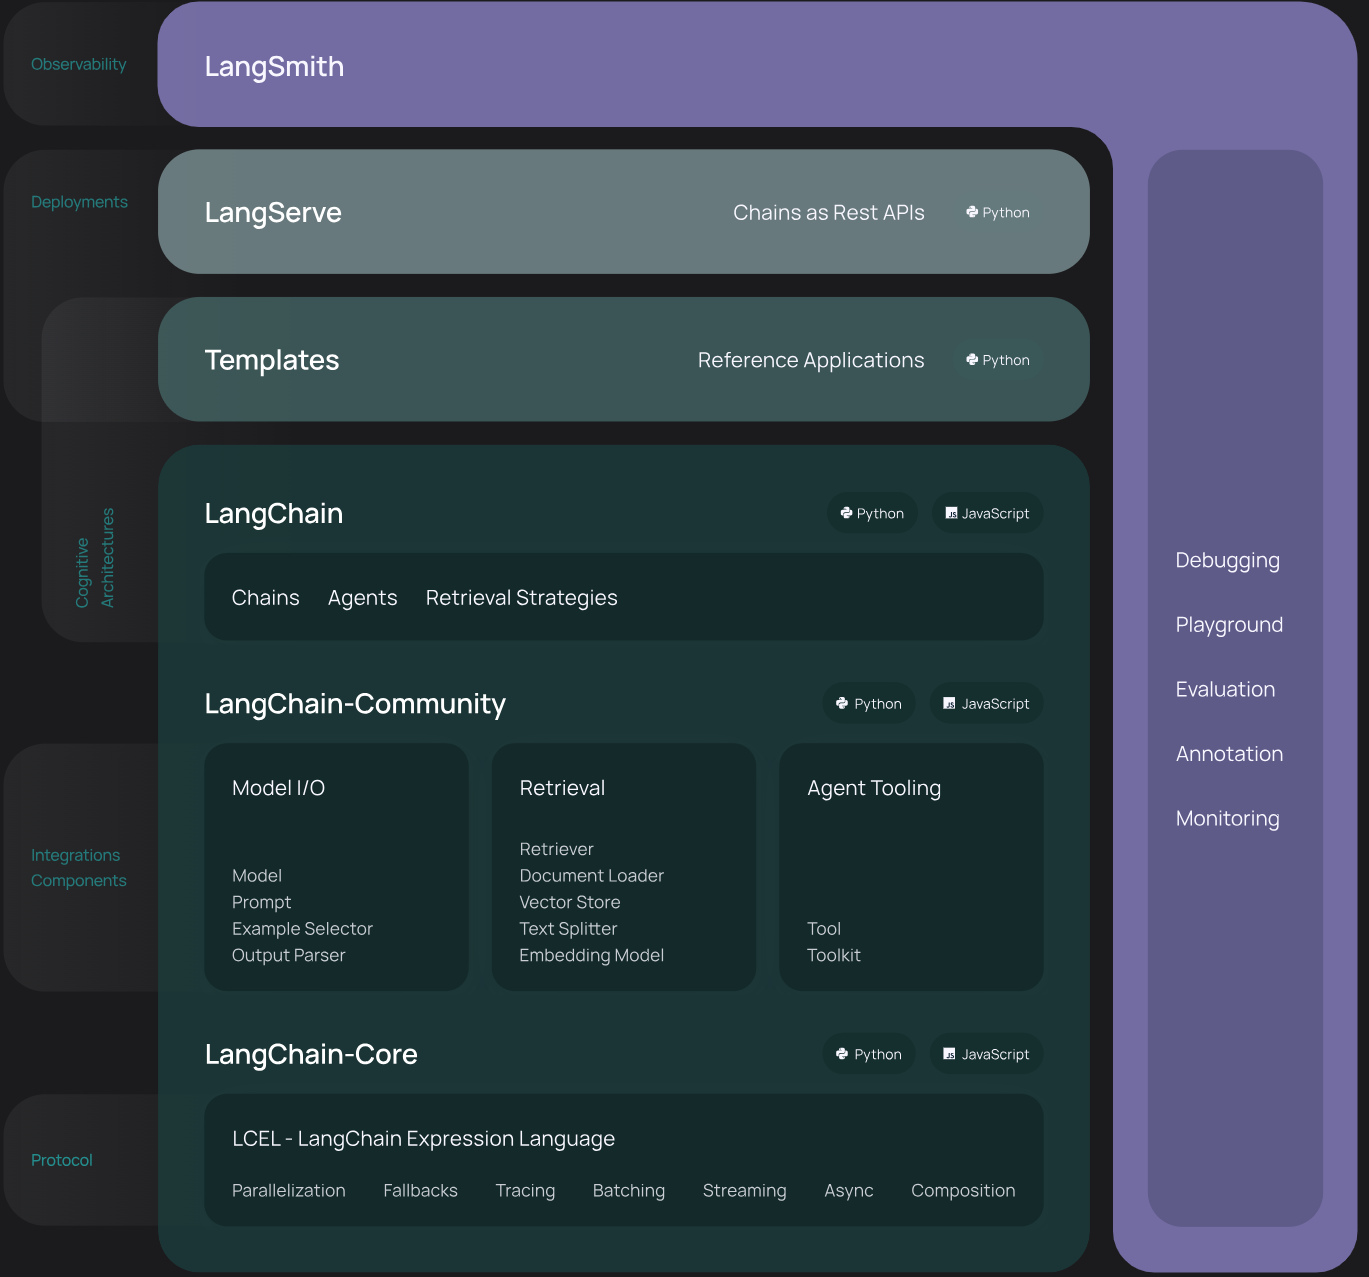 Observability
LangSmith
Deployments
LangServe
Chains as Rest APIs
Python
Templates
Reference Applications
Python
Cognitive
Architectures
LangChain
Python
JavaScript
Chains
Agents
Retrieval Strategies
LangChain-Community
Python
JavaScript
Integrations
Components
Model I/O
Model
Prompt
Example Selector
Output Parser
Retrieval
Retriever
Document Loader
Vector Store
Text Splitter
Embedding Model
Agent Tooling
Tool
Toolkit
LangChain-Core
Python
JavaScript
Protocol
LCEL - LangChain Expression Language
Parallelization
Fallbacks
Tracing
Batching
Streaming
Async
Composition
Debugging
Playground
Evaluation
Annotation
Monitoring